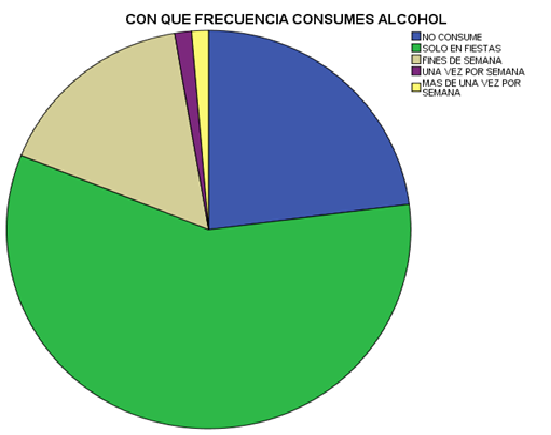 CON QUE FRECUENCIA CONSUMES ALCOHOL
NO CONSUME
SOLO EN FIESTAS
FINES DE SEMANA
UNA VEZ POR SEMANA
MAS DE UNA VEZ POR
SEMANA